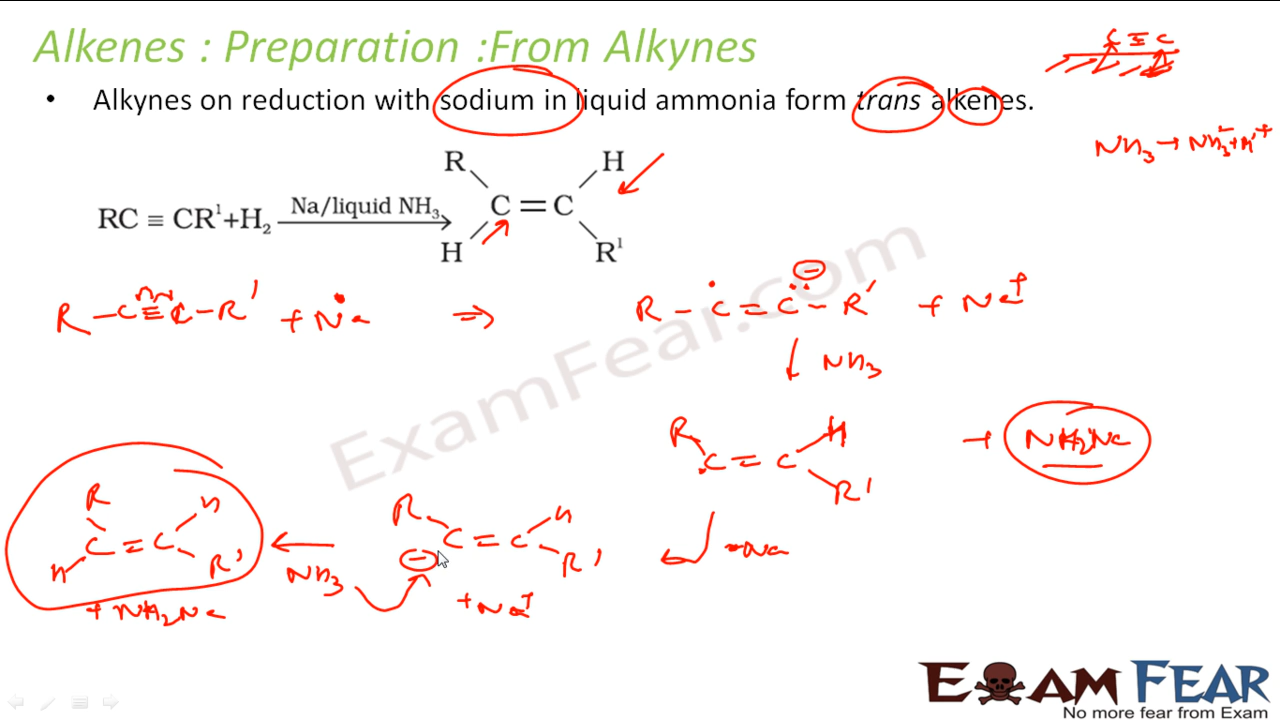 Alkenes : Preparation :From Alkynes
C ≡ C
• Alkynes on reduction with sodium in liquid ammonia form trans alkenes.
NH3 → NH2⁻ + H⁺
R H
RC ≡ CR¹+H₂ Na/liquid NH₃ C = C
H R¹
R – C ≡ C – R' + Na ⇒ R – C = C – R' + Na⁺
NH3
R H
C = C → NH2Na
R'
R H R H
C = C ← C = C -Na
H R' NH3 R'
+ NH2Na + Na⁺
ExamFear.com
EXAM FEAR
No more fear from Exam